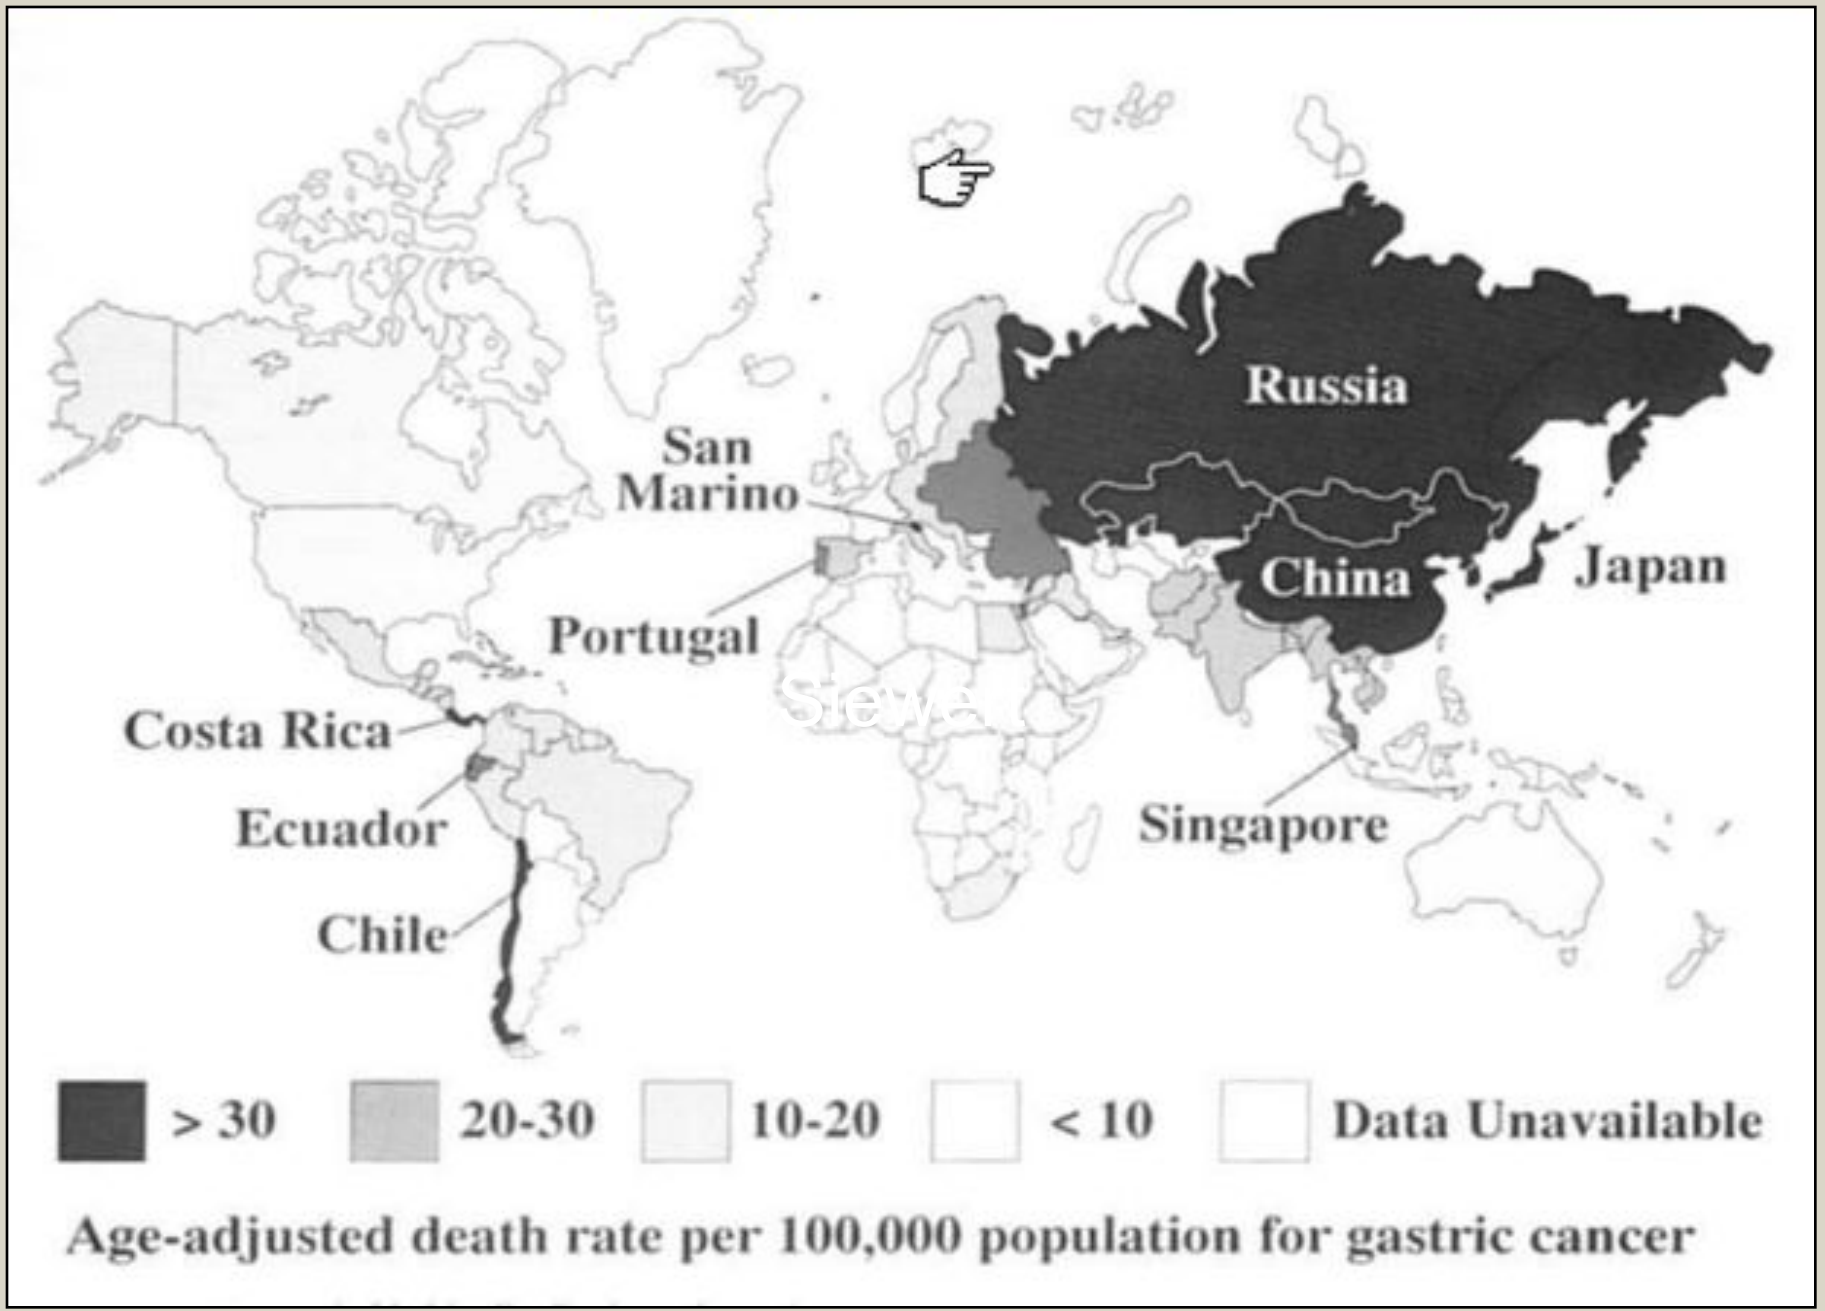 Russia
San
Marino
China
Japan
Portugal
Costa Rica
Ecuador
Singapore
Chile
> 30
20-30
10-20
< 10
Data Unavailable
Age-adjusted death rate per 100,000 population for gastric cancer